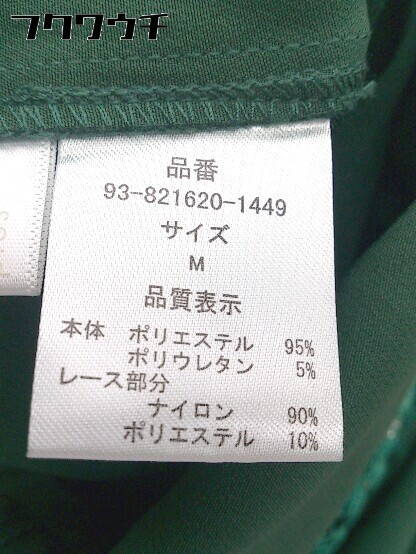 フクワウチ
品番
93-821620-1449
サイズ
M
品質表示
本体 ポリエステル 95%
ポリウレタン 5%
レース部分
ナイロン 90%
ポリエステル 10%